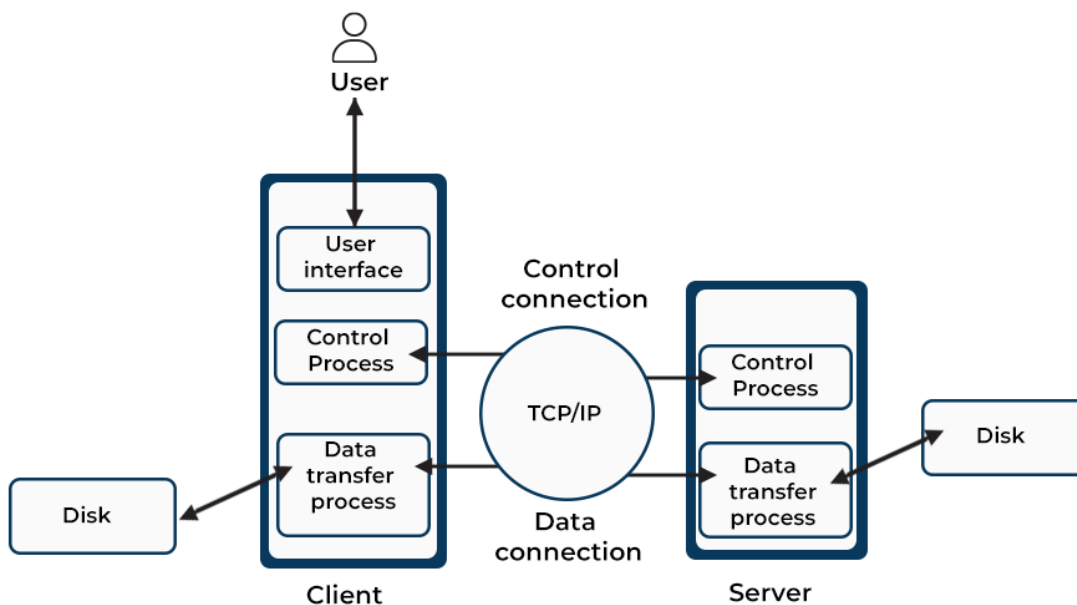 User
User
interface
Control
connection
Control
Process
Control
Process
TCP/IP
Data
transfer
process
Data
transfer
process
Disk
Disk
Data
connection
Client
Server